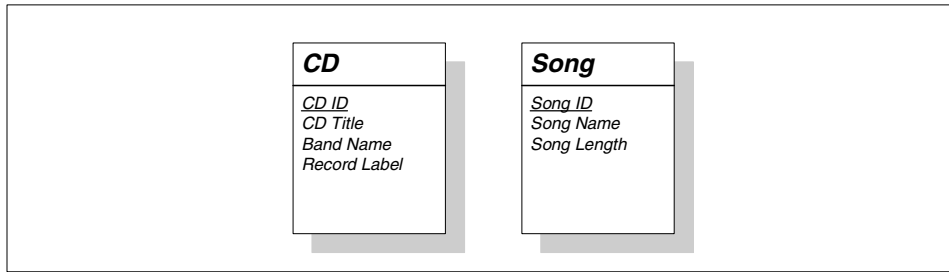 CD
CD ID
CD Title
Band Name
Record Label
Song
Song ID
Song Name
Song Length